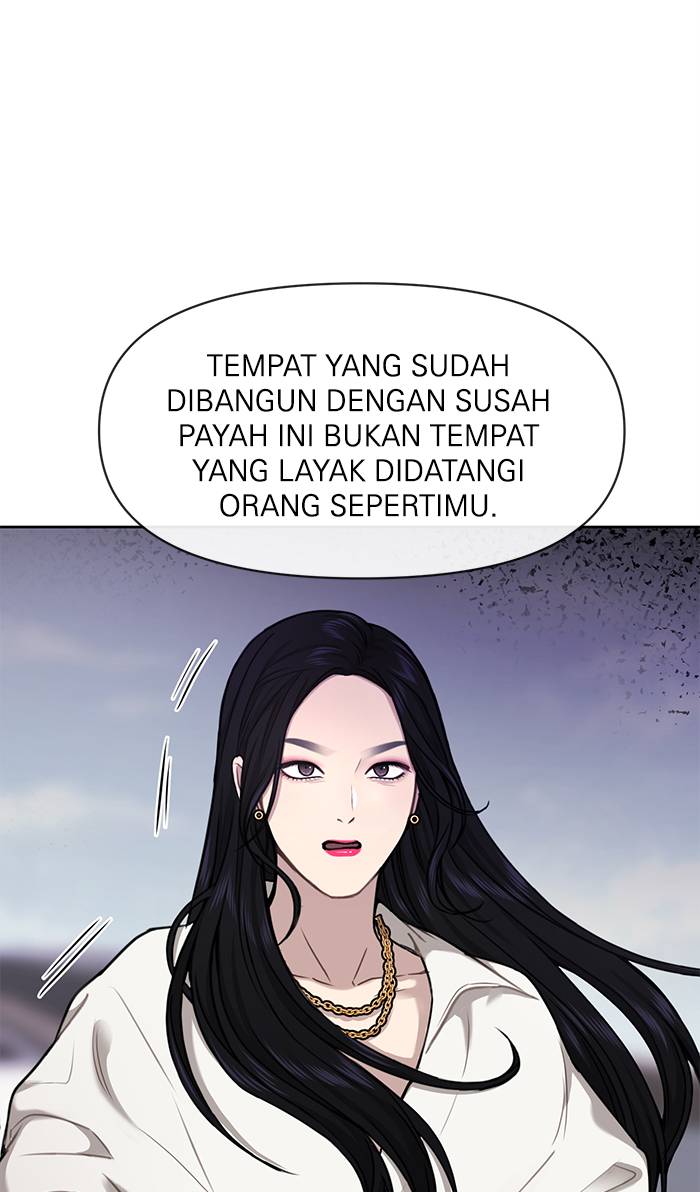 TEMPAT YANG SUDAH
DIBANGUN DENGAN SUSAH
PAYAH INI BUKAN TEMPAT
YANG LAYAK DIDATANGI
ORANG SEPERTIMU.